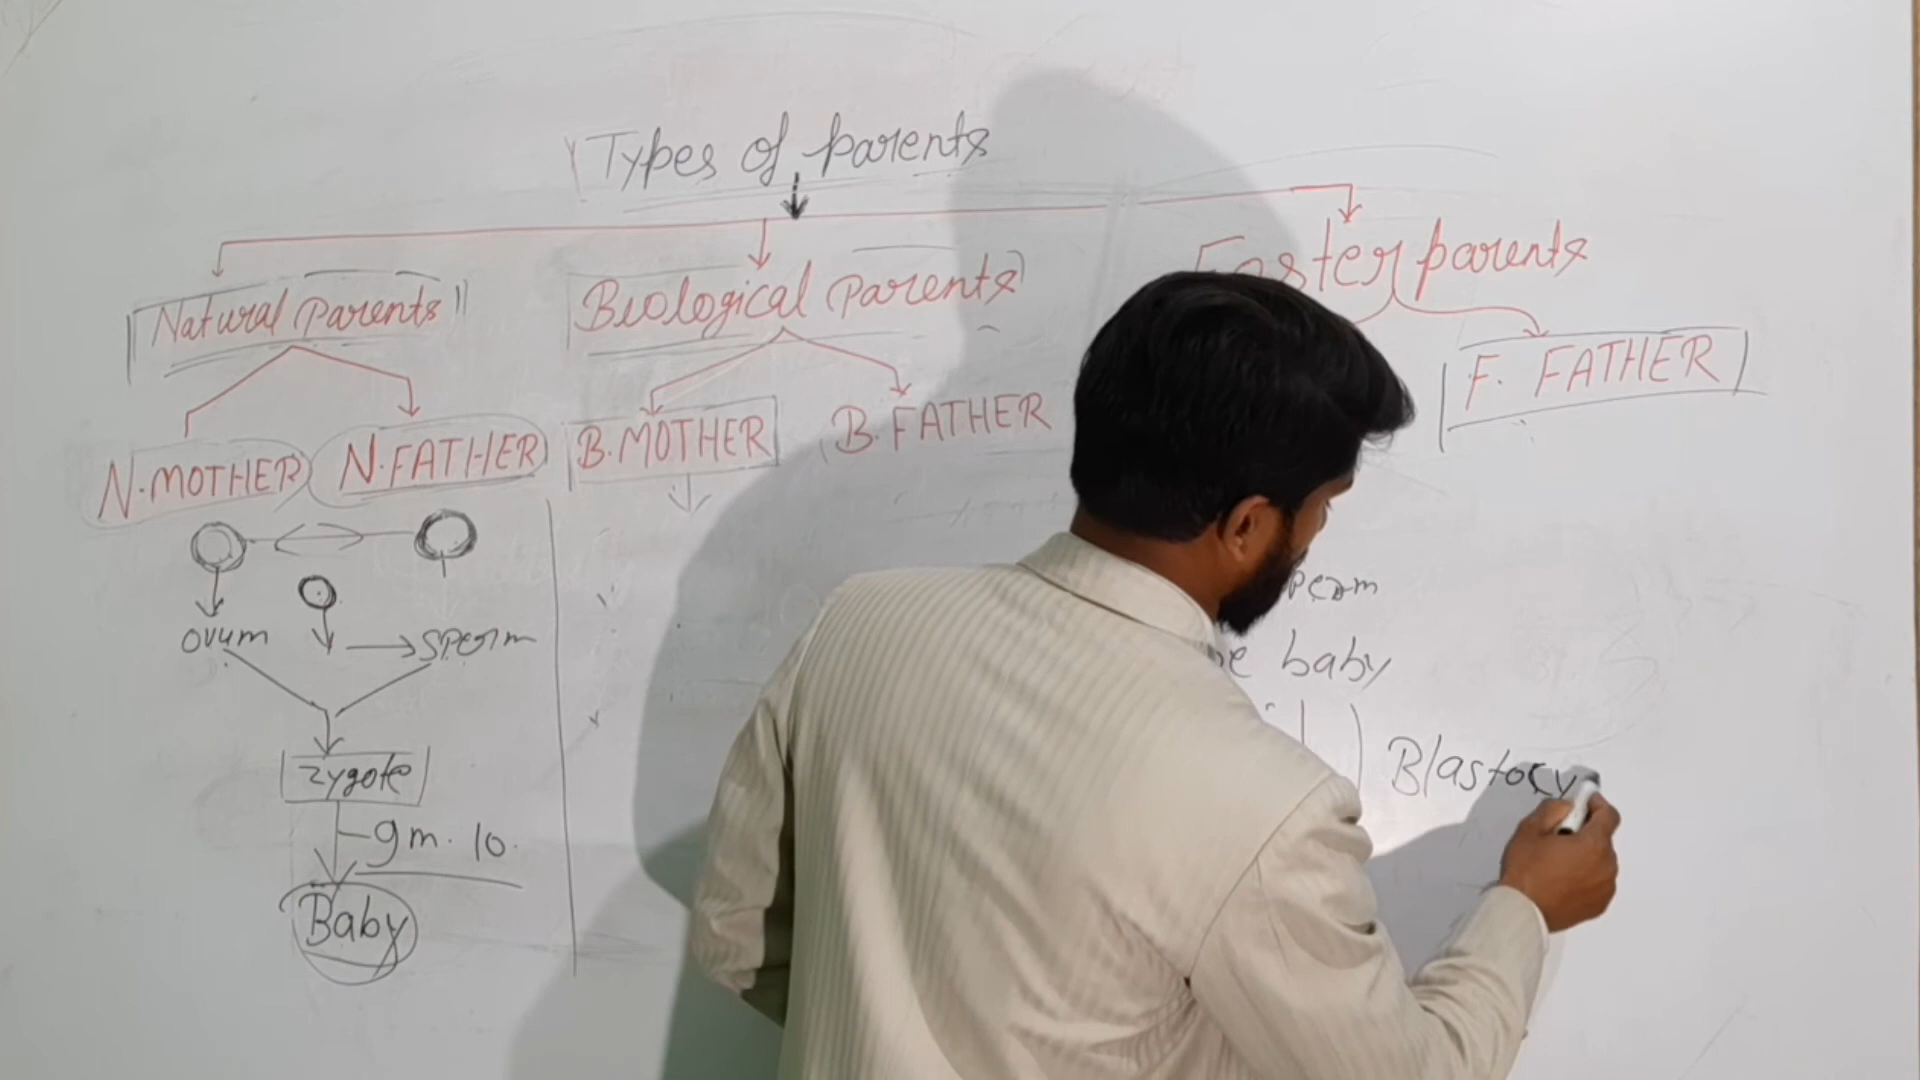 Types of parents
Natural parents
Biological parents
Foster parents
N.MOTHER
N.FATHER
B.MOTHER
B.FATHER
F. FATHER
ovum
sperm
zygote
9m. 10.
Baby
baby
Blastocy